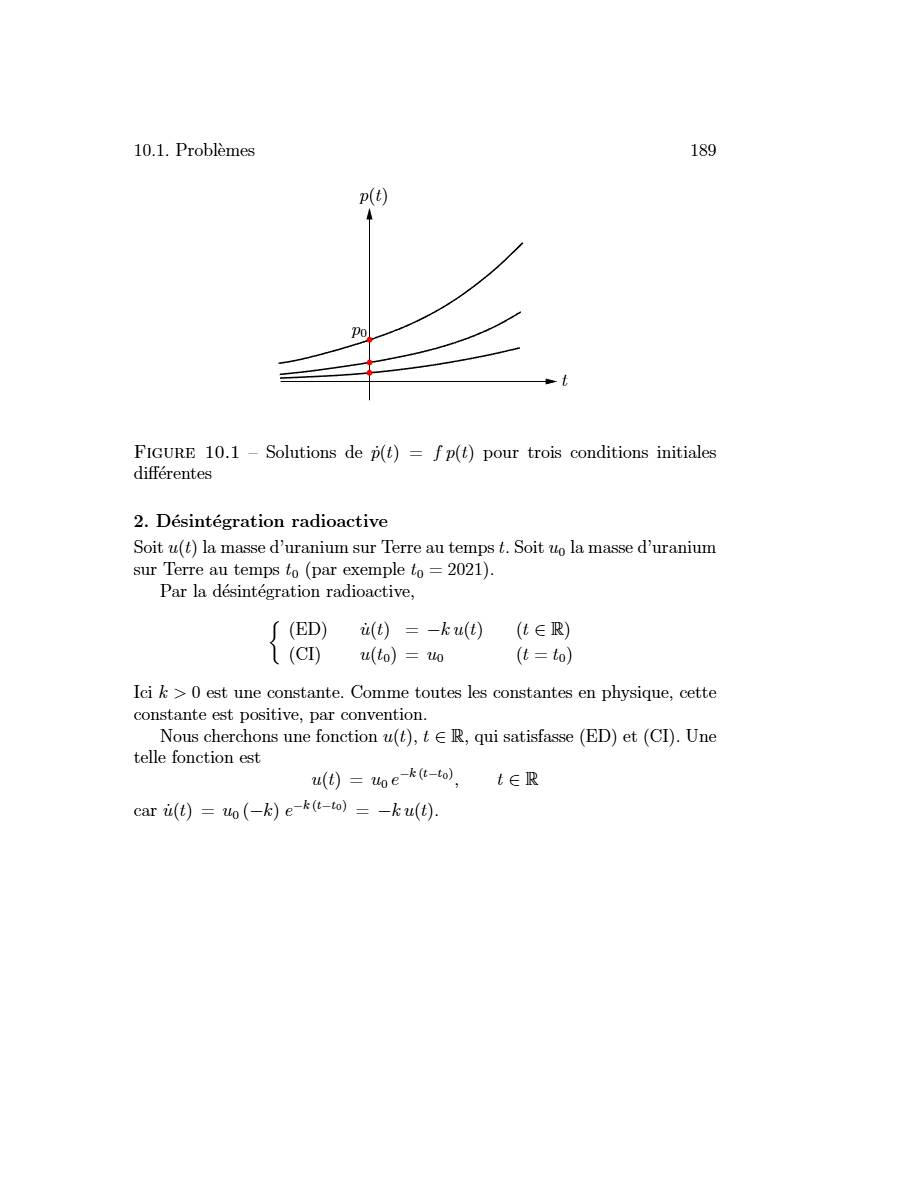 10.1. Problèmes 189
p(t)
p₀
t
FIGURE 10.1 – Solutions de ṗ(t) = f p(t) pour trois conditions initiales
différentes
2. Désintégration radioactive
Soit u(t) la masse d'uranium sur Terre au temps t. Soit u₀ la masse d'uranium
sur Terre au temps t₀ (par exemple t₀ = 2021).
Par la désintégration radioactive,
{ (ED) u̇(t) = −k u(t) (t ∈ ℝ)
(CI) u(t₀) = u₀ (t = t₀)
Ici k > 0 est une constante. Comme toutes les constantes en physique, cette
constante est positive, par convention.
Nous cherchons une fonction u(t), t ∈ ℝ, qui satisfasse (ED) et (CI). Une
telle fonction est
u(t) = u₀ e^{−k (t−t₀)}, t ∈ ℝ
car u̇(t) = u₀ (−k) e^{−k (t−t₀)} = −k u(t).